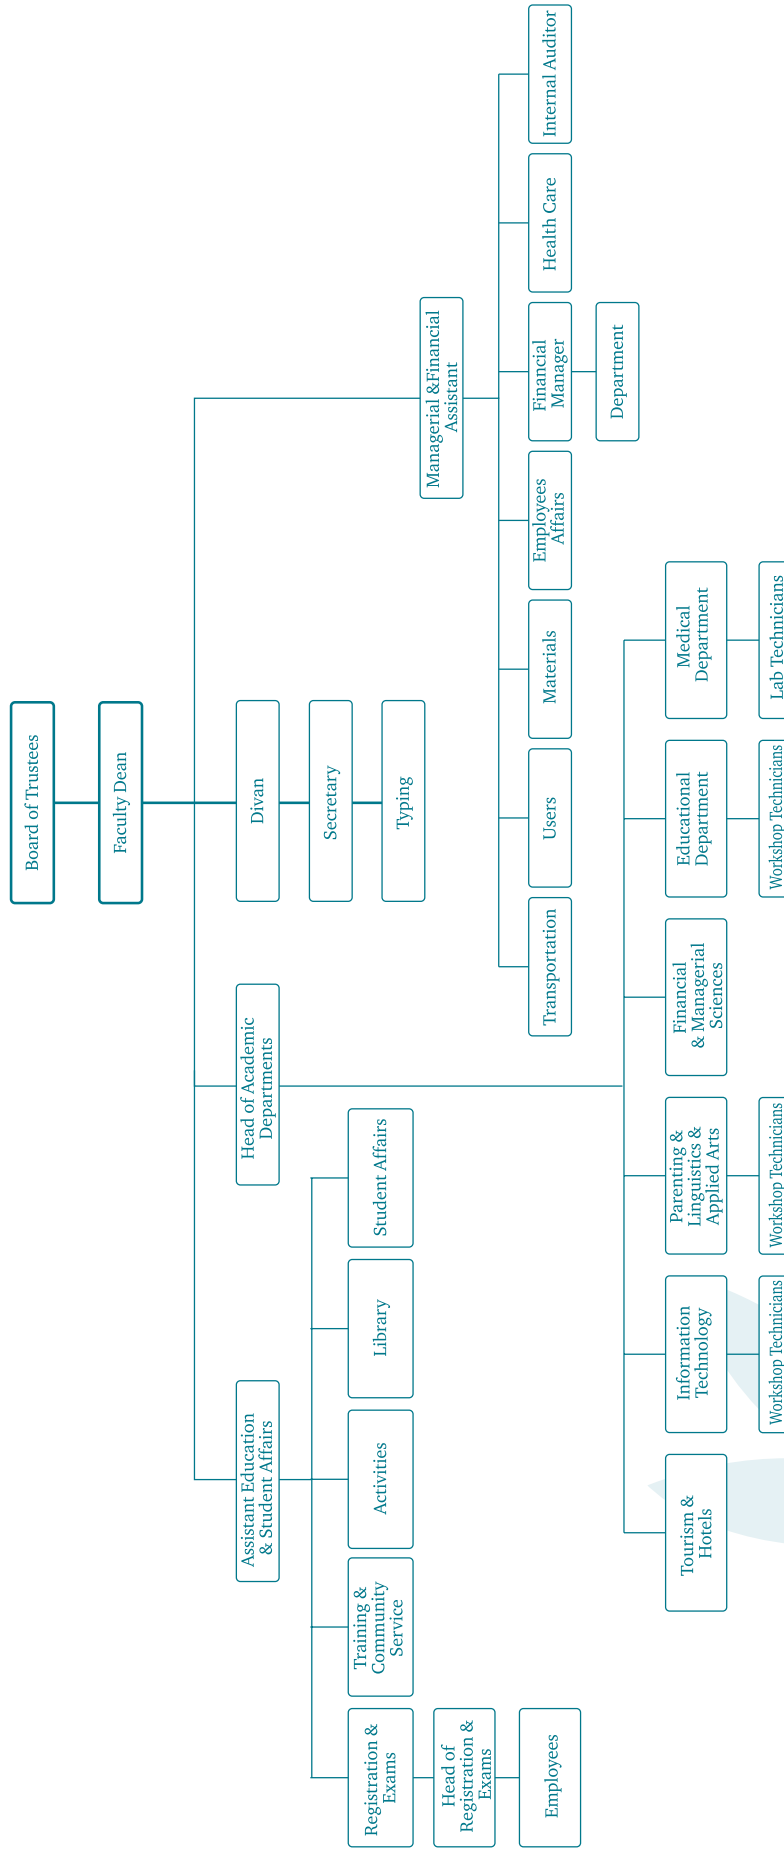 Board of Trustees
Faculty Dean
Divan
Secretary
Typing
Assistant Education
& Student Affairs
Head of Academic
Departments
Managerial &Financial
Assistant
Registration &
Exams
Training &
Community
Service
Activities
Library
Student Affairs
Head of
Registration &
Exams
Employees
Transportation
Users
Materials
Employees
Affairs
Financial
Manager
Health Care
Internal Auditor
Department
Tourism &
Hotels
Information
Technology
Parenting &
Linguistics &
Applied Arts
Financial
& Managerial
Sciences
Educational
Department
Medical
Department
Workshop Technicians
Workshop Technicians
Workshop Technicians
Lab Technicians